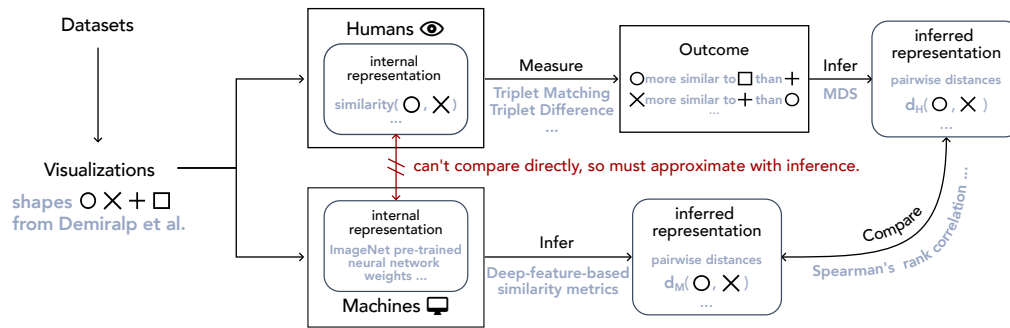 Datasets
Visualizations
shapes ○ ✕ + □
from Demiralp et al.
Humans
internal
representation
similarity( ○ , ✕ )
...
Measure
Triplet Matching
Triplet Difference
...
Outcome
○ more similar to □ than +
✕ more similar to + than ○
...
Infer
MDS
inferred
representation
pairwise distances
d_H( ○ , ✕ )
...
can't compare directly, so must approximate with inference.
internal
representation
ImageNet pre-trained
neural network
weights ...
Machines
Infer
Deep-feature-based
similarity metrics
inferred
representation
pairwise distances
d_M( ○ , ✕ )
...
Compare
Spearman's rank correlation ...